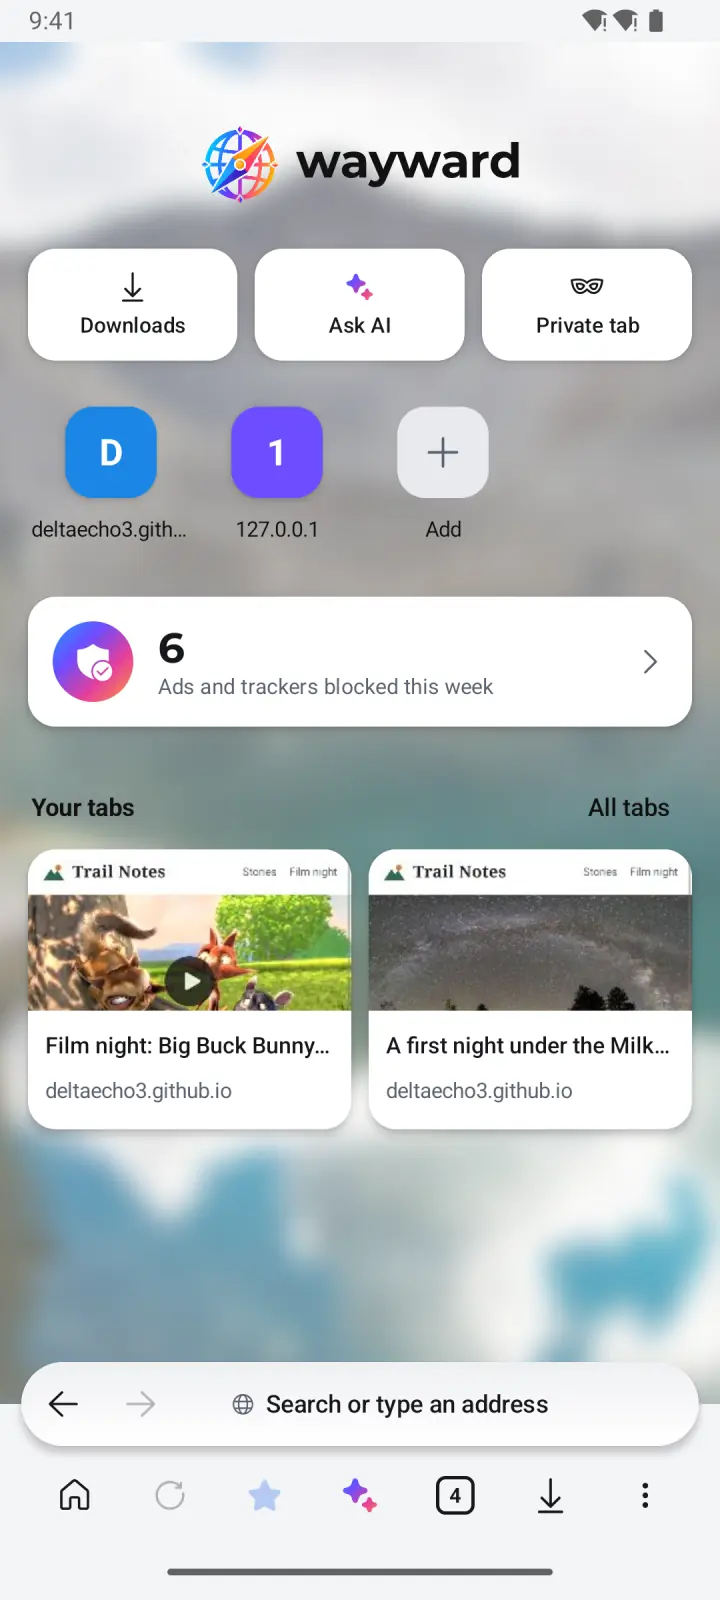 9:41
wayward
Downloads
Ask AI
Private tab
D
1
deltaecho3.gith...
127.0.0.1
Add
6
Ads and trackers blocked this week
Your tabs
All tabs
Trail Notes
Stories
Film night
Trail Notes
Stories
Film night
Film night: Big Buck Bunny...
deltaecho3.github.io
A first night under the Milk...
deltaecho3.github.io
Search or type an address
4